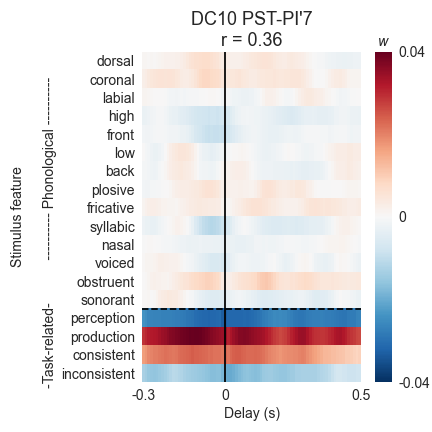 DC10 PST-PI'7
r = 0.36
w
dorsal
coronal
labial
high
front
low
back
plosive
fricative
syllabic
nasal
voiced
obstruent
sonorant
perception
production
consistent
inconsistent
Stimulus feature
----------- Phonological -----------
-Task-related-
-0.3
0
0.5
Delay (s)
0.04
0
-0.04